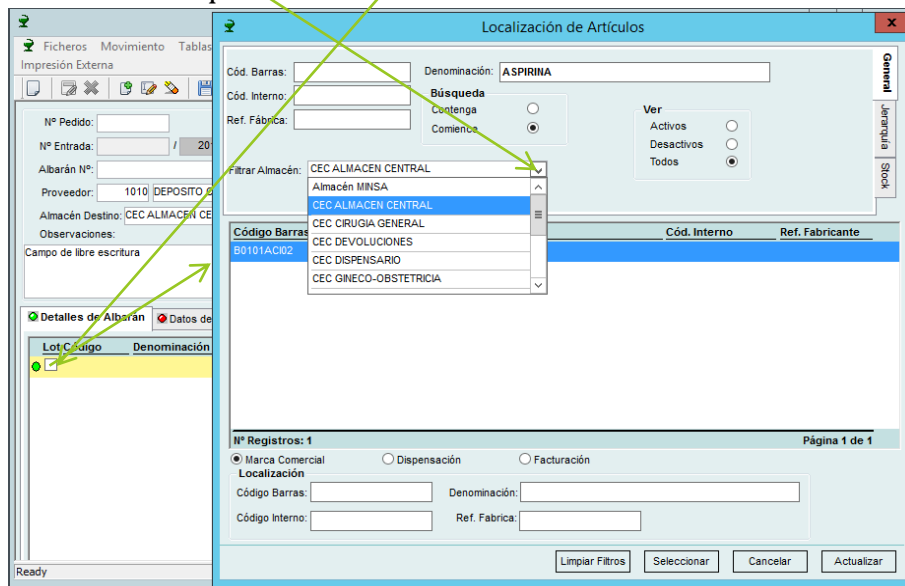 Localización de Artículos
x
Ficheros Movimiento Tablas
Impresión Externa
Nº Pedido:
Nº Entrada: / 20
Albarán Nº:
Proveedor: 1010 DEPOSITO
Almacén Destino: CEC ALMACEN CE
Observaciones:
Campo de libre escritura
Detalles de Albarán Datos de
Lot Código Denominación
Ready
Cód. Barras: Denominación: ASPIRINA
Cód. Interno:
Ref. Fábrica:
Búsqueda
Contenga
Comience
Ver
Activos
Desactivos
Todos
General
Jerarquía
Stock
Filtrar Almacén: CEC ALMACEN CENTRAL
Almacén MINSA
CEC ALMACEN CENTRAL
CEC CIRUGIA GENERAL
CEC DEVOLUCIONES
CEC DISPENSARIO
CEC GINECO-OBSTETRICIA
Código Barras Cód. Interno Ref. Fabricante
B0101ACI02
Nº Registros: 1 Página 1 de 1
Marca Comercial Dispensación Facturación
Localización
Código Barras: Denominación:
Código Interno: Ref. Fabrica:
Limpiar Filtros Seleccionar Cancelar Actualizar